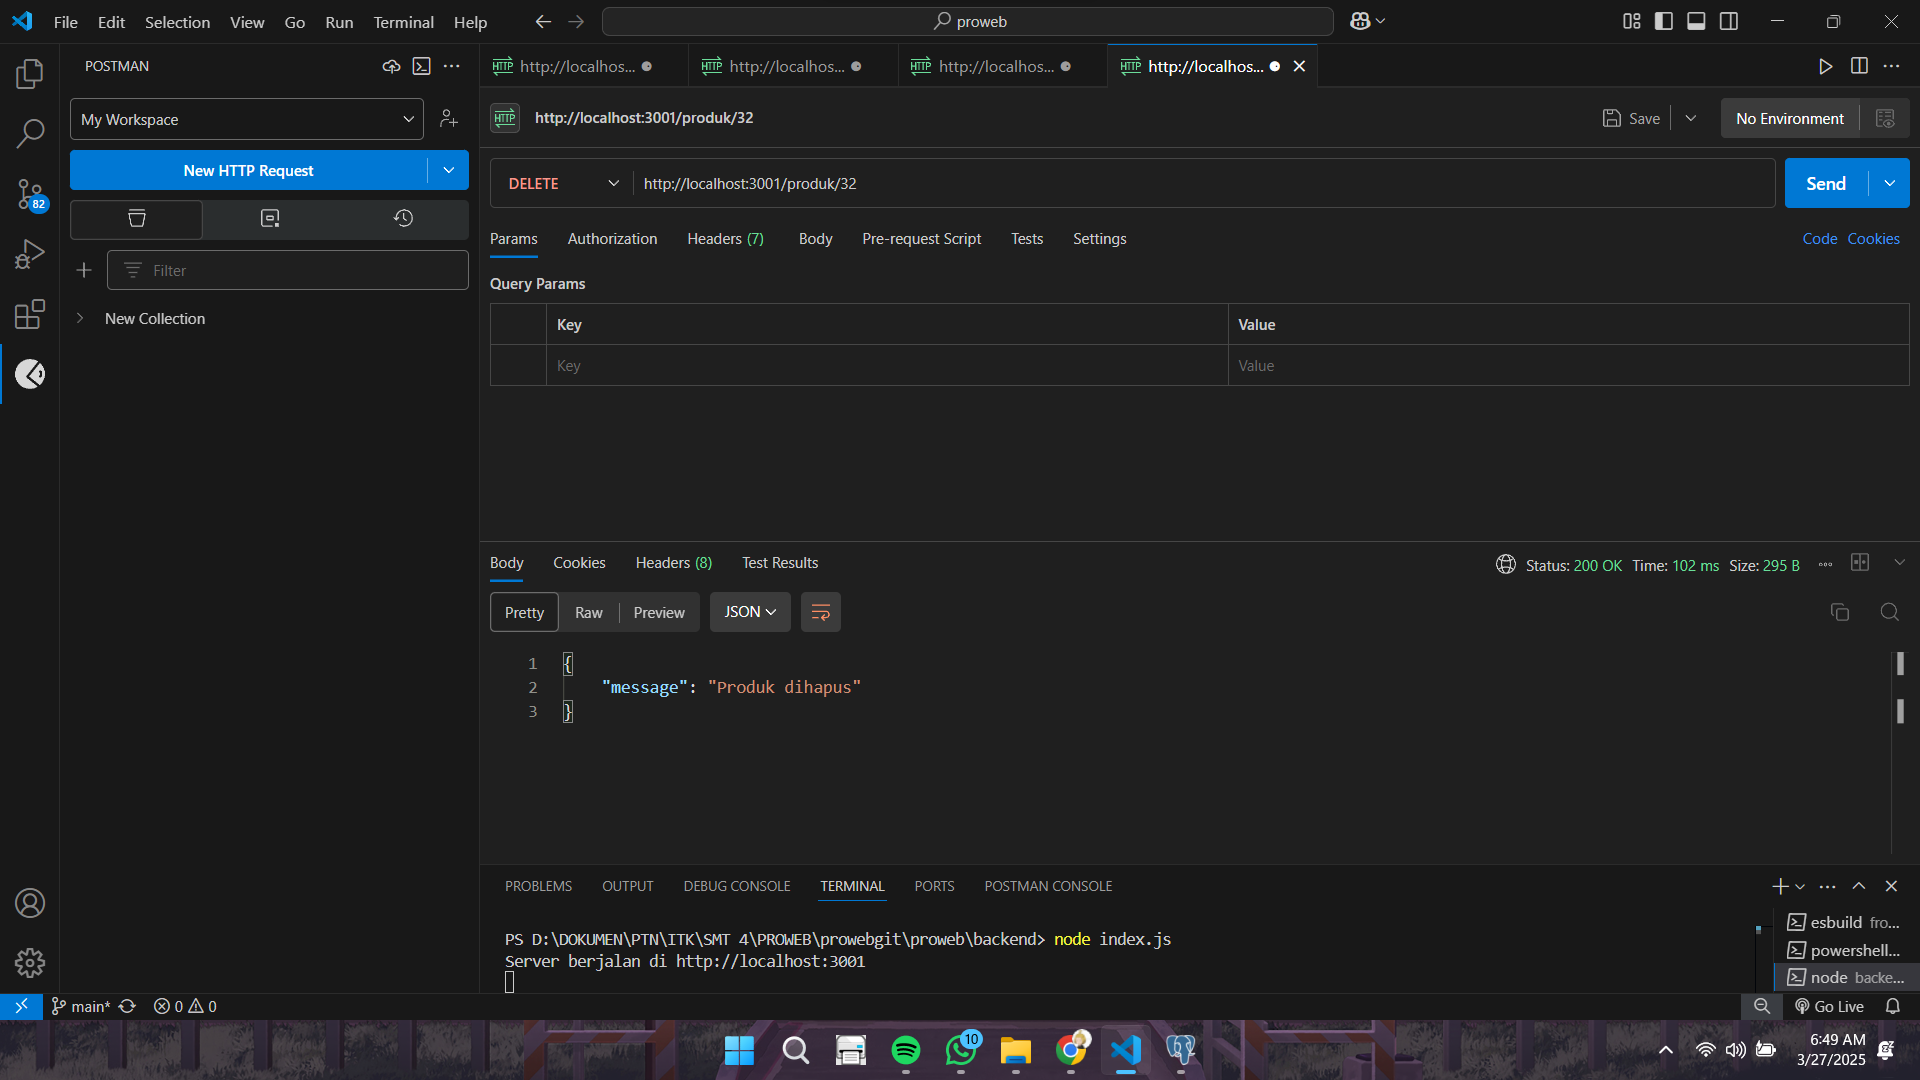 File Edit Selection View Go Run Terminal Help
proweb
POSTMAN
http://localhos...
http://localhos...
http://localhos...
http://localhos...
My Workspace
HTTP http://localhost:3001/produk/32
Save
No Environment
New HTTP Request
DELETE
http://localhost:3001/produk/32
Send
82
Params Authorization Headers (7) Body Pre-request Script Tests Settings
Code Cookies
Filter
Query Params
New Collection
Key Value
Key Value
Body Cookies Headers (8) Test Results
Status: 200 OK Time: 102 ms Size: 295 B
Pretty Raw Preview JSON
1 {
2 "message": "Produk dihapus"
3 }
PROBLEMS OUTPUT DEBUG CONSOLE TERMINAL PORTS POSTMAN CONSOLE
PS D:\DOKUMEN\PTN\ITK\SMT 4\PROWEB\prowebgit\proweb\backend> node index.js
Server berjalan di http://localhost:3001
esbuild fro...
powershell...
node backe...
main* 0 0
Go Live
10
6:49 AM
3/27/2025